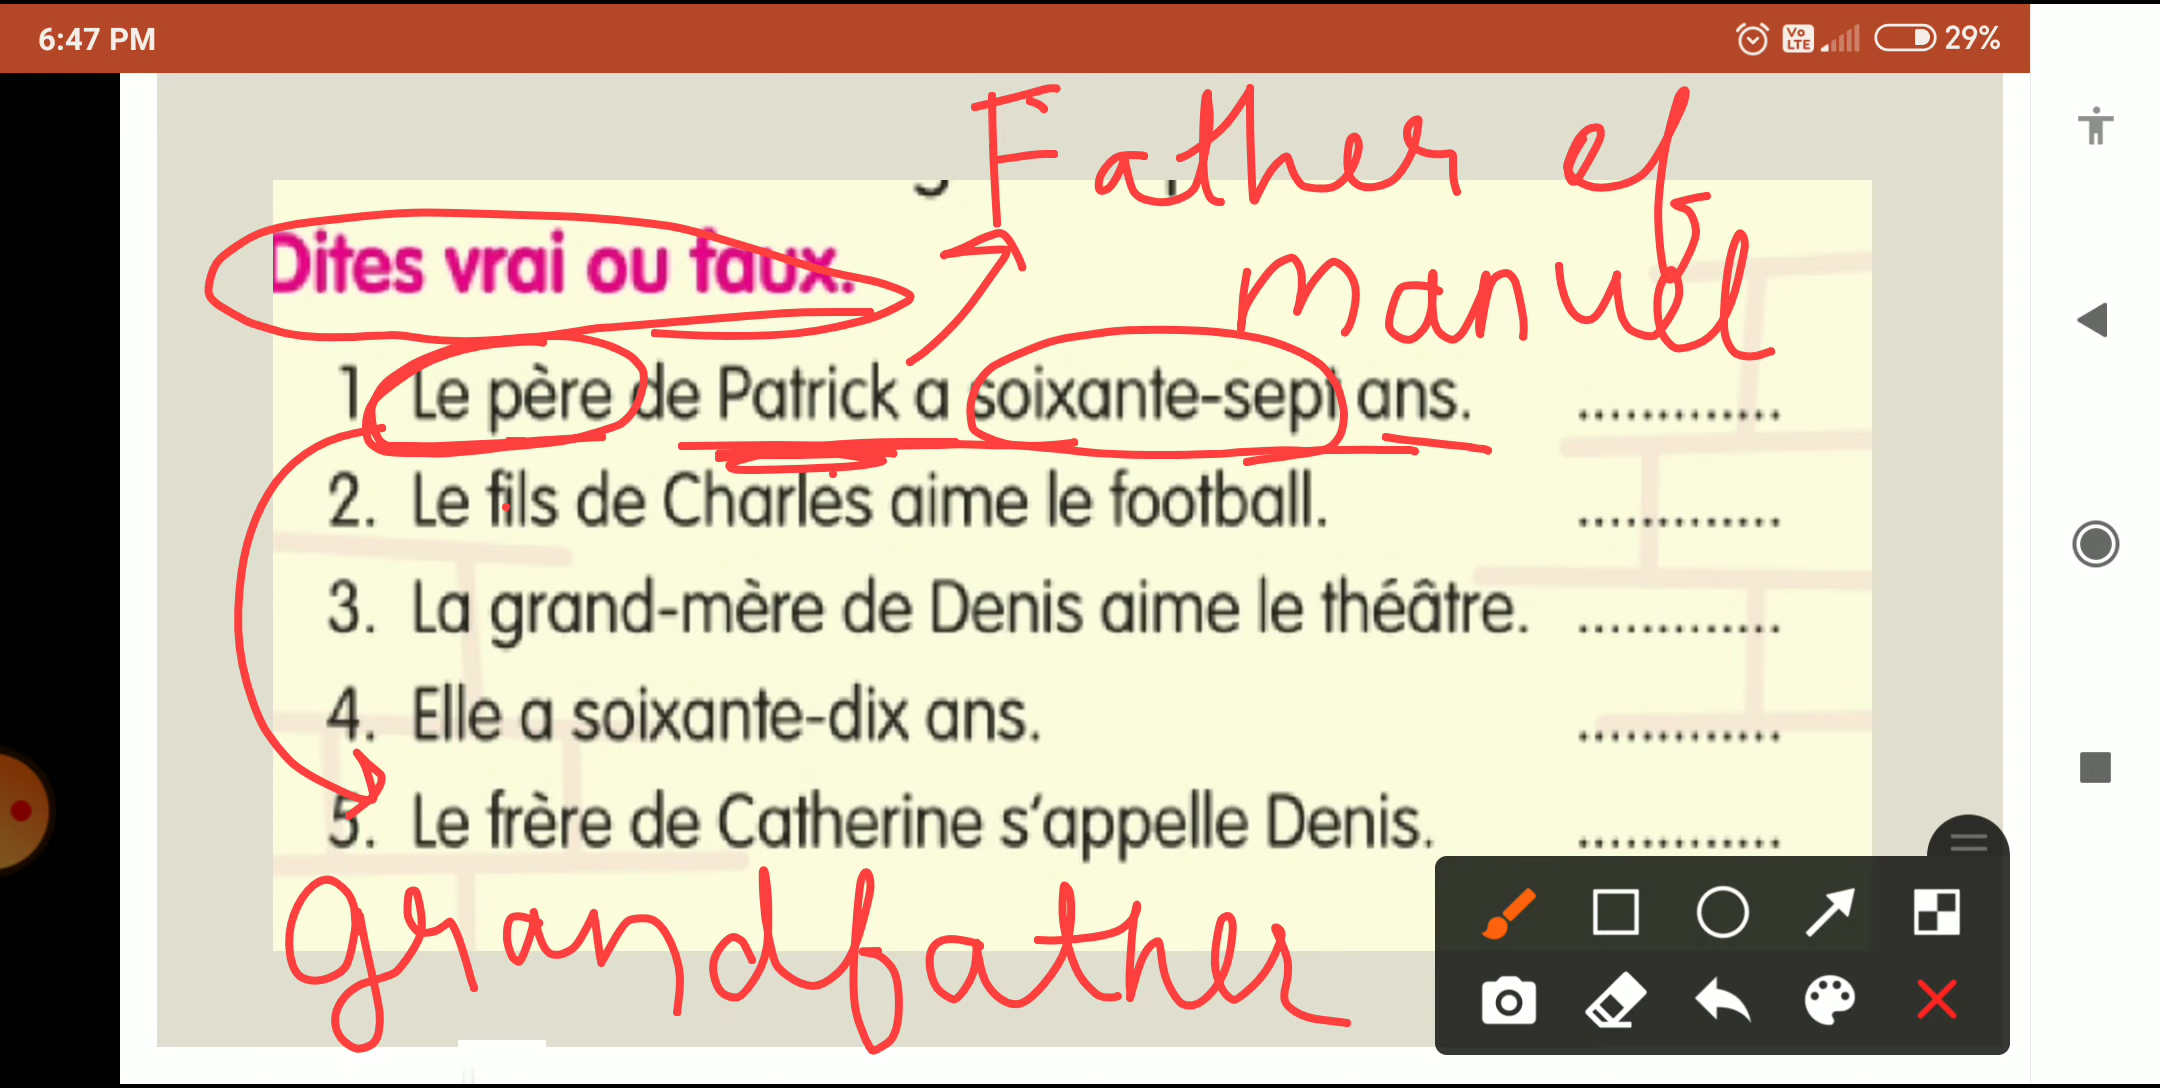 6:47 PM
Vo LTE 29%
Father of
manuel
Dites vrai ou faux.
1 Le père de Patrick a soixante-sept ans. .............
2. Le fils de Charles aime le football. .............
3. La grand-mère de Denis aime le théâtre. .............
4. Elle a soixante-dix ans. .............
5. Le frère de Catherine s'appelle Denis. .............
grandfather